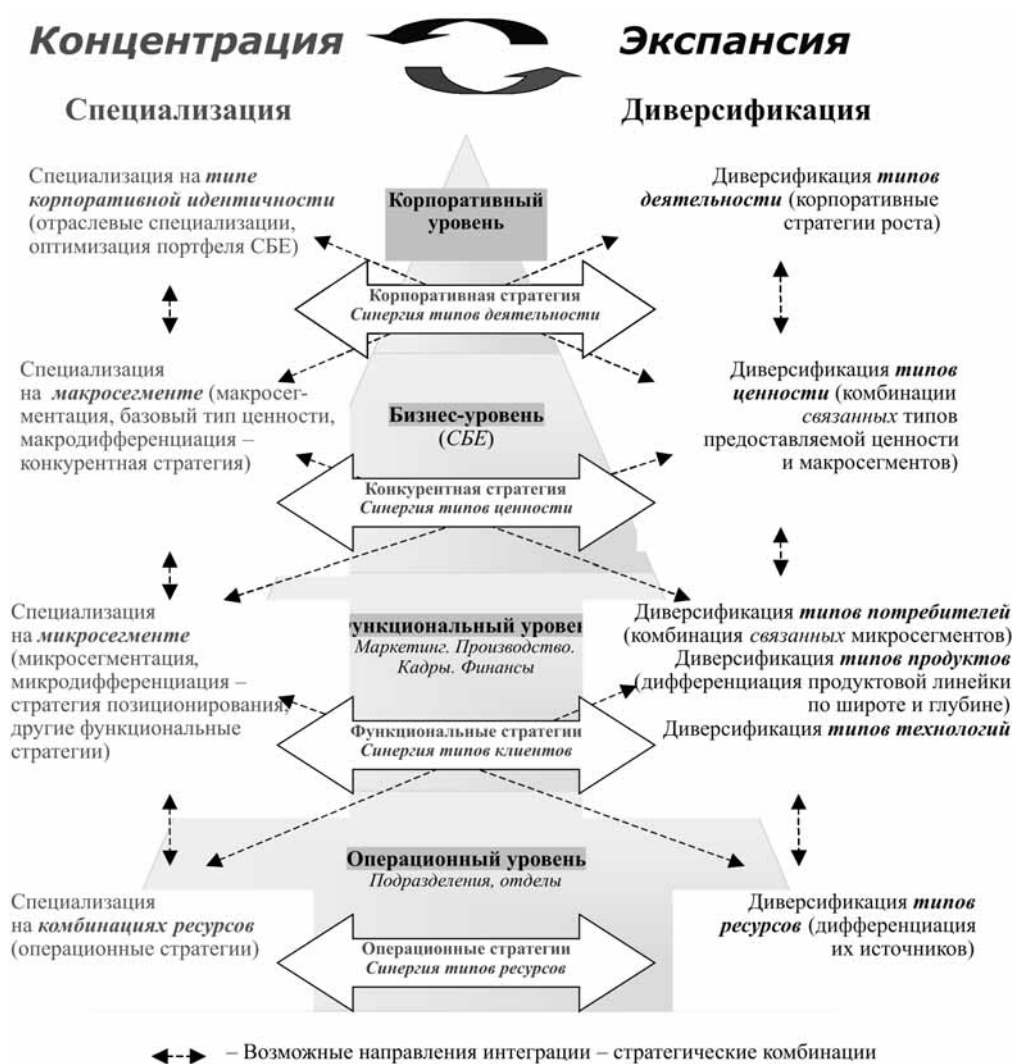 Концентрация
Экспансия
Специализация
Диверсификация
Специализация на типе
корпоративной идентичности
(отраслевые специализации,
оптимизация портфеля СБЕ)
Корпоративный
уровень
Диверсификация типов
деятельности (корпоративные
стратегии роста)
Корпоративная стратегия
Синергия типов деятельности
Специализация
на макросегменте (макросег-
ментация, базовый тип ценности,
макродифференциация –
конкурентная стратегия)
Бизнес-уровень
(СБЕ)
Диверсификация типов
ценности (комбинации
связанных типов
предоставляемой ценности
и макросегментов)
Конкурентная стратегия
Синергия типов ценности
Специализация
на микросегменте
(микросегментация,
микродифференциация –
стратегия позиционирования,
другие функциональные
стратегии)
ункциональный уровен
Маркетинг. Производство.
Кадры. Финансы
Диверсификация типов потребителей
(комбинация связанных микросегментов)
Диверсификация типов продуктов
(дифференциация продуктовой линейки
по широте и глубине)
Диверсификация типов технологий
Функциональные стратегии
Синергия типов клиентов
Операционный уровень
Подразделения, отделы
Специализация
на комбинациях ресурсов
(операционные стратегии)
Диверсификация типов
ресурсов (дифференциация
их источников)
Операционные стратегии
Синергия типов ресурсов
– Возможные направления интеграции – стратегические комбинации